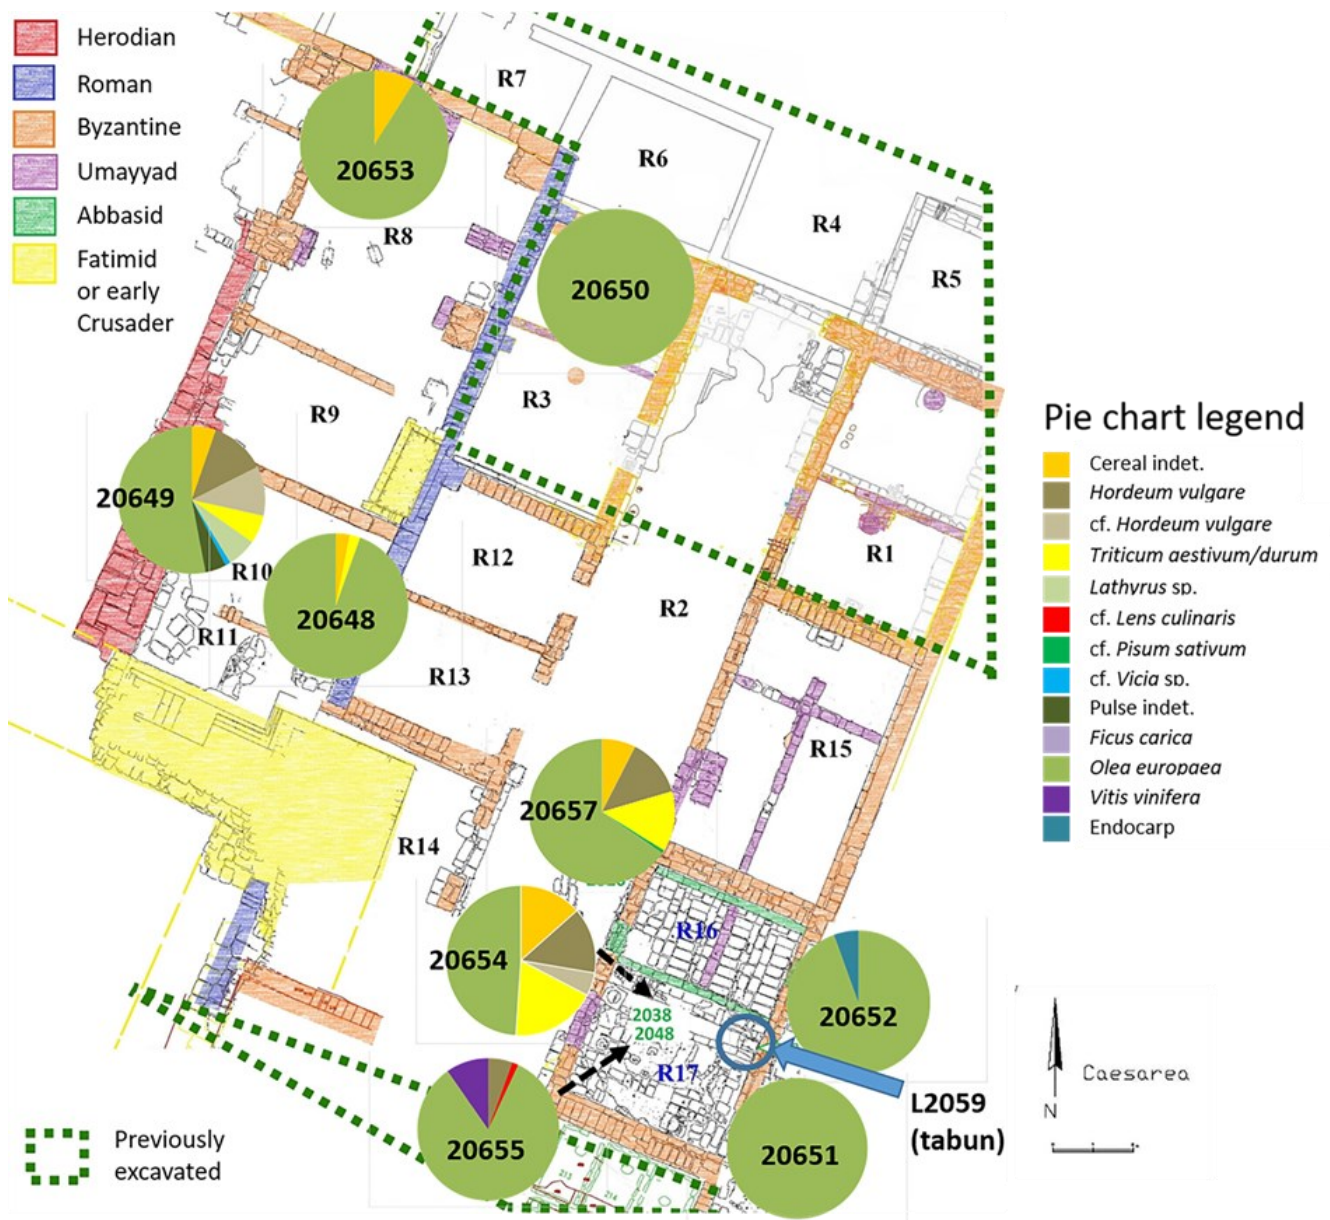 Herodian
Roman
Byzantine
Umayyad
Abbasid
Fatimid
or early
Crusader
R7
R6
R4
R5
20653
R8
20650
R3
R9
R1
20649
R10
R12
20648
R11
R2
R13
R15
20657
R14
R16
20654
20652
2038
2048
R17
L2059
(tabun)
20655
20651
213
214
Previously
excavated
Pie chart legend
Cereal indet.
Hordeum vulgare
cf. Hordeum vulgare
Triticum aestivum/durum
Lathyrus sp.
cf. Lens culinaris
cf. Pisum sativum
cf. Vicia sp.
Pulse indet.
Ficus carica
Olea europaea
Vitis vinifera
Endocarp
Caesarea
N